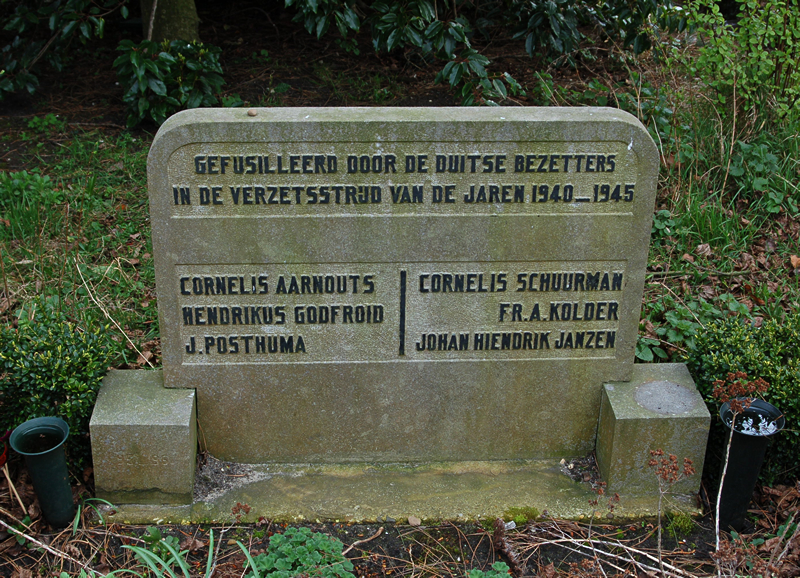 GEFUSILLEERD DOOR DE DUITSE BEZETTERS
IN DE VERZETSSTRIJD VAN DE JAREN 1940_1945
CORNELIS AARNOUTS
HENDRIKUS GODFROID
J. POSTHUMA
CORNELIS SCHUURMAN
FR. A. KOLDER
JOHAN HIENDRIK JANZEN